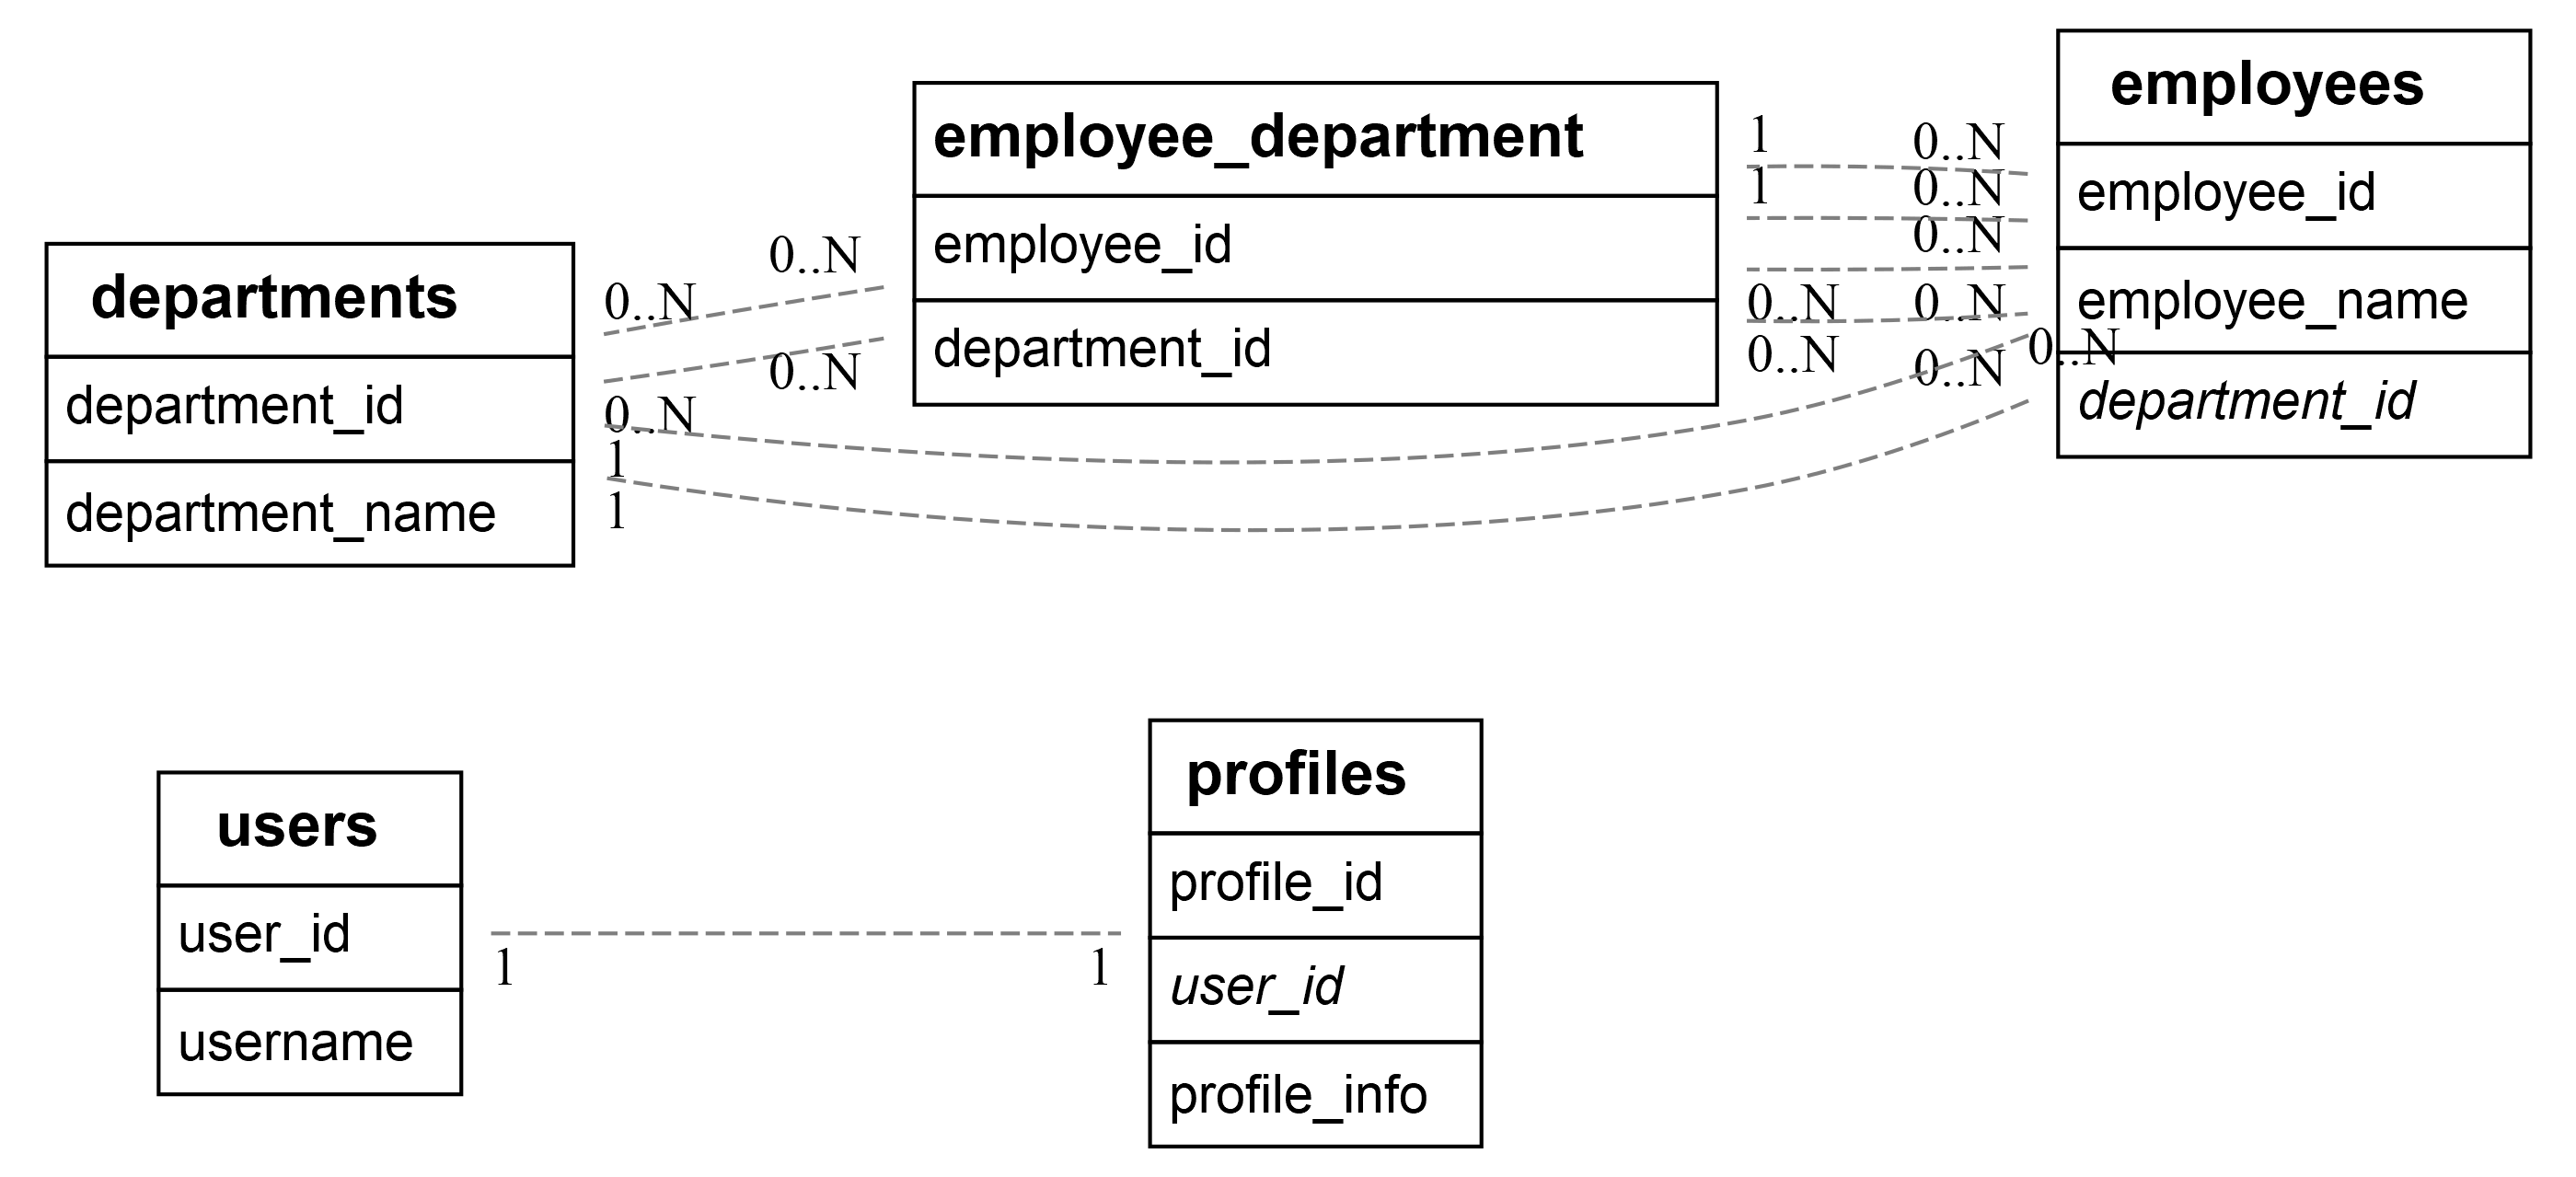 employees
employee_id
employee_name
department_id
employee_department
employee_id
department_id
departments
department_id
department_name
0..N
0..N
0..N
0..N
1
1
1
1
0..N
0..N
0..N
0..N
0..N
0..N
0..N
0..N
users
user_id
username
1
1
profiles
profile_id
user_id
profile_info